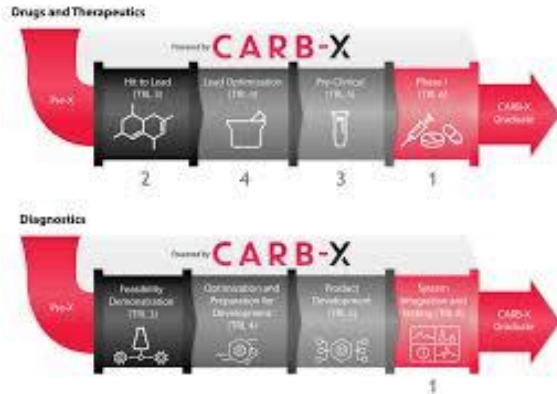 Drugs and Therapeutics
Powered by CARB-X
Pre-X
Hit to Lead
(TRL 3)
Lead Optimization
(TRL 4)
Pre-Clinical
(TRL 5)
Phase I
(TRL 6)
CARB-X
Graduate
2
4
3
1
Diagnostics
Powered by CARB-X
Pre-X
Feasibility
Demonstration
(TRL 3)
Optimization and
Preparation for
Development
(TRL 4)
Product
Development
(TRL 5)
System
Integration and
Testing (TRL 6)
CARB-X
Graduate
1